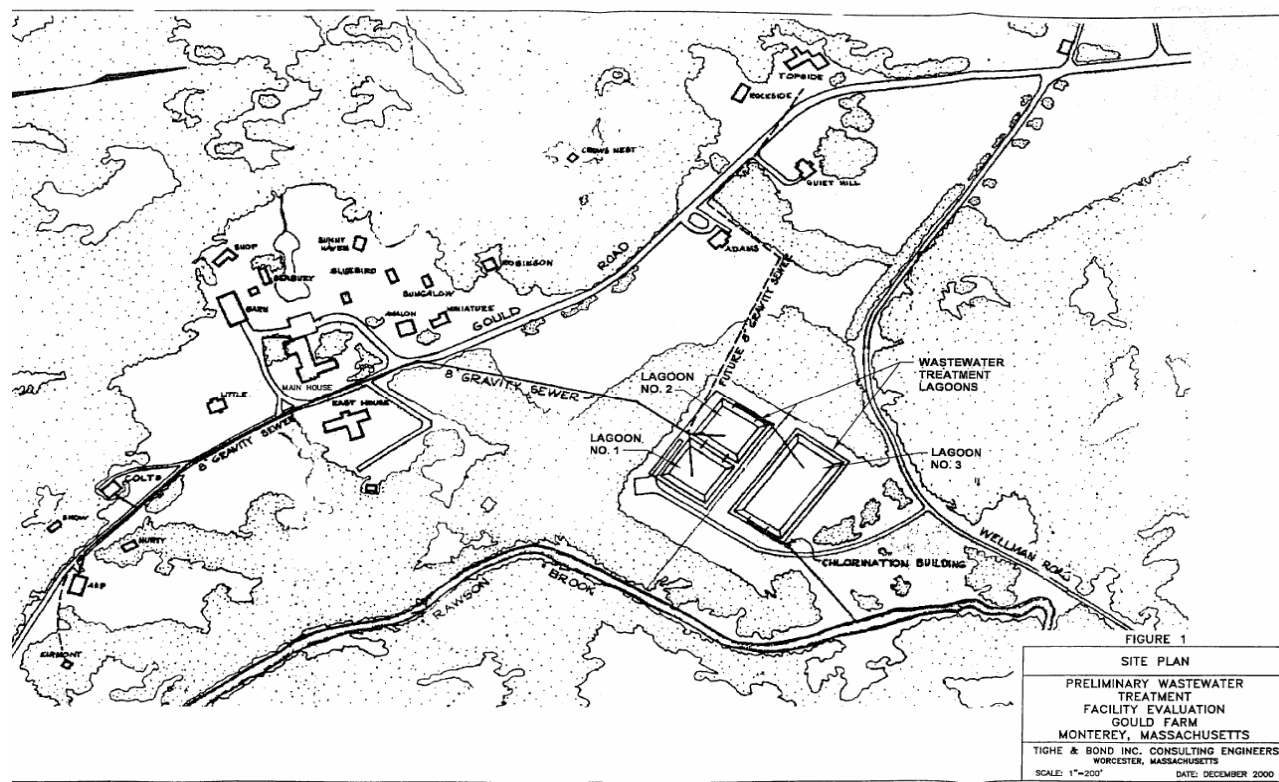 TOPSIDE
ROCKSIDE
CROWS NEST
QUIET HILL
SHOP
SUNNY
HAVEN
ADAMS
ROBINSON
BLUEBIRD
BUNGALOW
BARN
AVALON
MINIATURE
GOULD
ROAD
FUTURE 8" GRAVITY SEWER
WASTEWATER
TREATMENT
LAGOONS
8" GRAVITY SEWER
LAGOON
NO. 2
MAIN HOUSE
LITTLE
EAST HOUSE
8" GRAVITY SEWER
LAGOON
NO. 1
LAGOON
NO. 3
COLTS
SNOW
HURTY
CHLORINATION BUILDING
WELLMAN ROAD
RAWSON
BROOK
FIGURE 1
SITE PLAN
PRELIMINARY WASTEWATER
TREATMENT
FACILITY EVALUATION
GOULD FARM
MONTEREY, MASSACHUSETTS
TIGHE & BOND INC. CONSULTING ENGINEERS
WORCESTER, MASSACHUSETTS
SCALE: 1"=200'
DATE: DECEMBER 2000